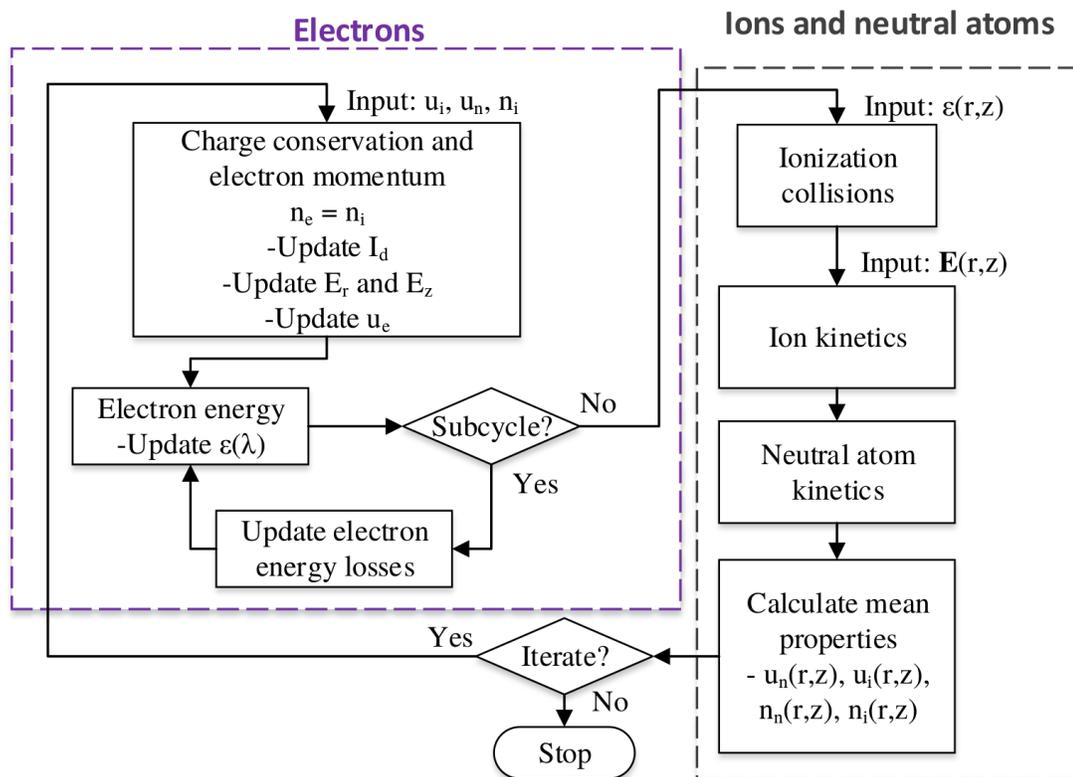 Electrons
Input: uᵢ, uₙ, nᵢ
Charge conservation and
electron momentum
nₑ = nᵢ
-Update I_d
-Update Eᵣ and E_z
-Update uₑ
Electron energy
-Update ε(λ)
Subcycle?
No
Yes
Update electron
energy losses
Ions and neutral atoms
Input: ε(r,z)
Ionization
collisions
Input: E(r,z)
Ion kinetics
Neutral atom
kinetics
Calculate mean
properties
- uₙ(r,z), uᵢ(r,z),
nₙ(r,z), nᵢ(r,z)
Iterate?
Yes
No
Stop